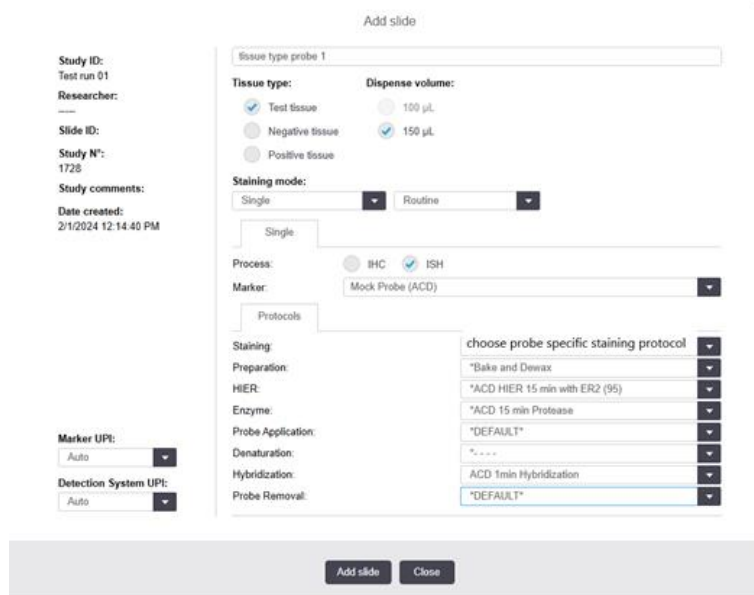 Add slide
Study ID:
Test run 01
Researcher:
----
Slide ID:
Study N°:
1728
Study comments:
Date created:
2/1/2024 12:14:40 PM
Marker UPI:
Auto
Detection System UPI:
Auto
tissue type probe 1
Tissue type: Dispense volume:
Test tissue 100 µL
Negative tissue 150 µL
Positive tissue
Staining mode:
Single Routine
Single
Process: IHC ISH
Marker: Mock Probe (ACD)
Protocols
Staining: choose probe specific staining protocol
Preparation: *Bake and Dewax
HIER: *ACD HIER 15 min with ER2 (95)
Enzyme: *ACD 15 min Protease
Probe Application: *DEFAULT*
Denaturation: *- - - -
Hybridization: ACD 1min Hybridization
Probe Removal: *DEFAULT*
Add slide Close